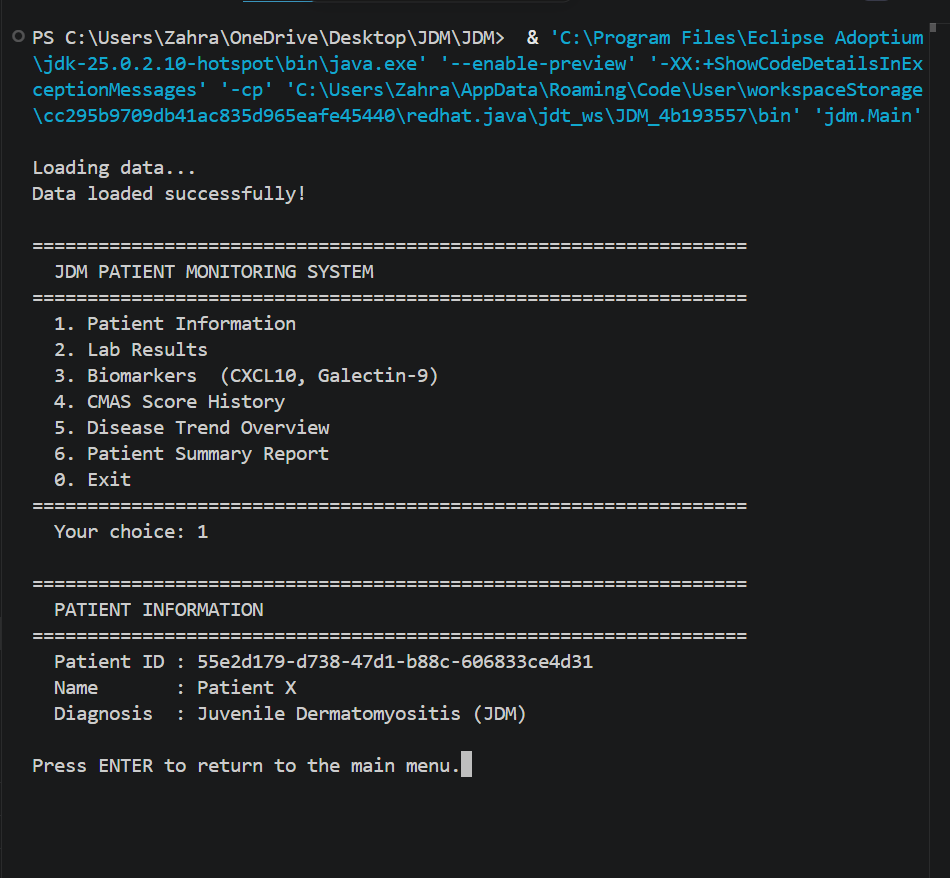 PS C:\Users\Zahra\OneDrive\Desktop\JDM\JDM>  & 'C:\Program Files\Eclipse Adoptium
\jdk-25.0.2.10-hotspot\bin\java.exe' '--enable-preview' '-XX:+ShowCodeDetailsInEx
ceptionMessages' '-cp' 'C:\Users\Zahra\AppData\Roaming\Code\User\workspaceStorage
\cc295b9709db41ac835d965eafe45440\redhat.java\jdt_ws\JDM_4b193557\bin' 'jdm.Main'

Loading data...
Data loaded successfully!

=================================================================
  JDM PATIENT MONITORING SYSTEM
=================================================================
  1. Patient Information
  2. Lab Results
  3. Biomarkers  (CXCL10, Galectin-9)
  4. CMAS Score History
  5. Disease Trend Overview
  6. Patient Summary Report
  0. Exit
=================================================================
  Your choice: 1

=================================================================
  PATIENT INFORMATION
=================================================================
  Patient ID : 55e2d179-d738-47d1-b88c-606833ce4d31
  Name       : Patient X
  Diagnosis  : Juvenile Dermatomyositis (JDM)

Press ENTER to return to the main menu.